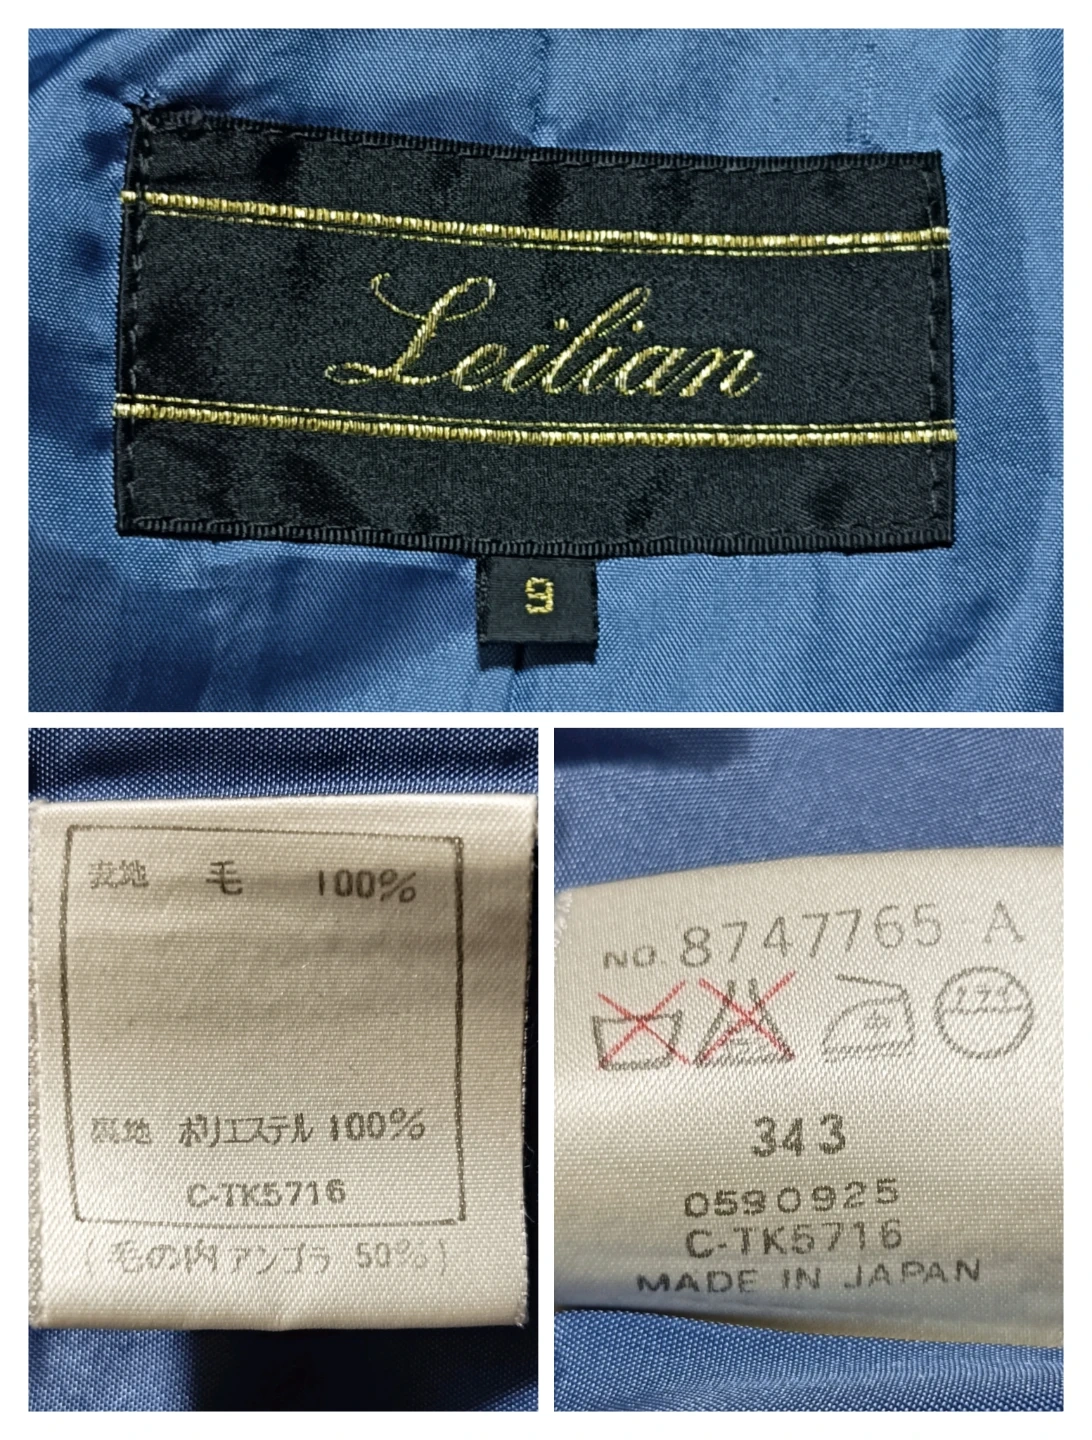 Leilian
9
表地 毛 100%
裏地 ポリエステル 100%
C-TK5716
(毛の内アンゴラ 50%)
NO. 8747765 A
ドライ
343
0590925
C-TK5716
MADE IN JAPAN